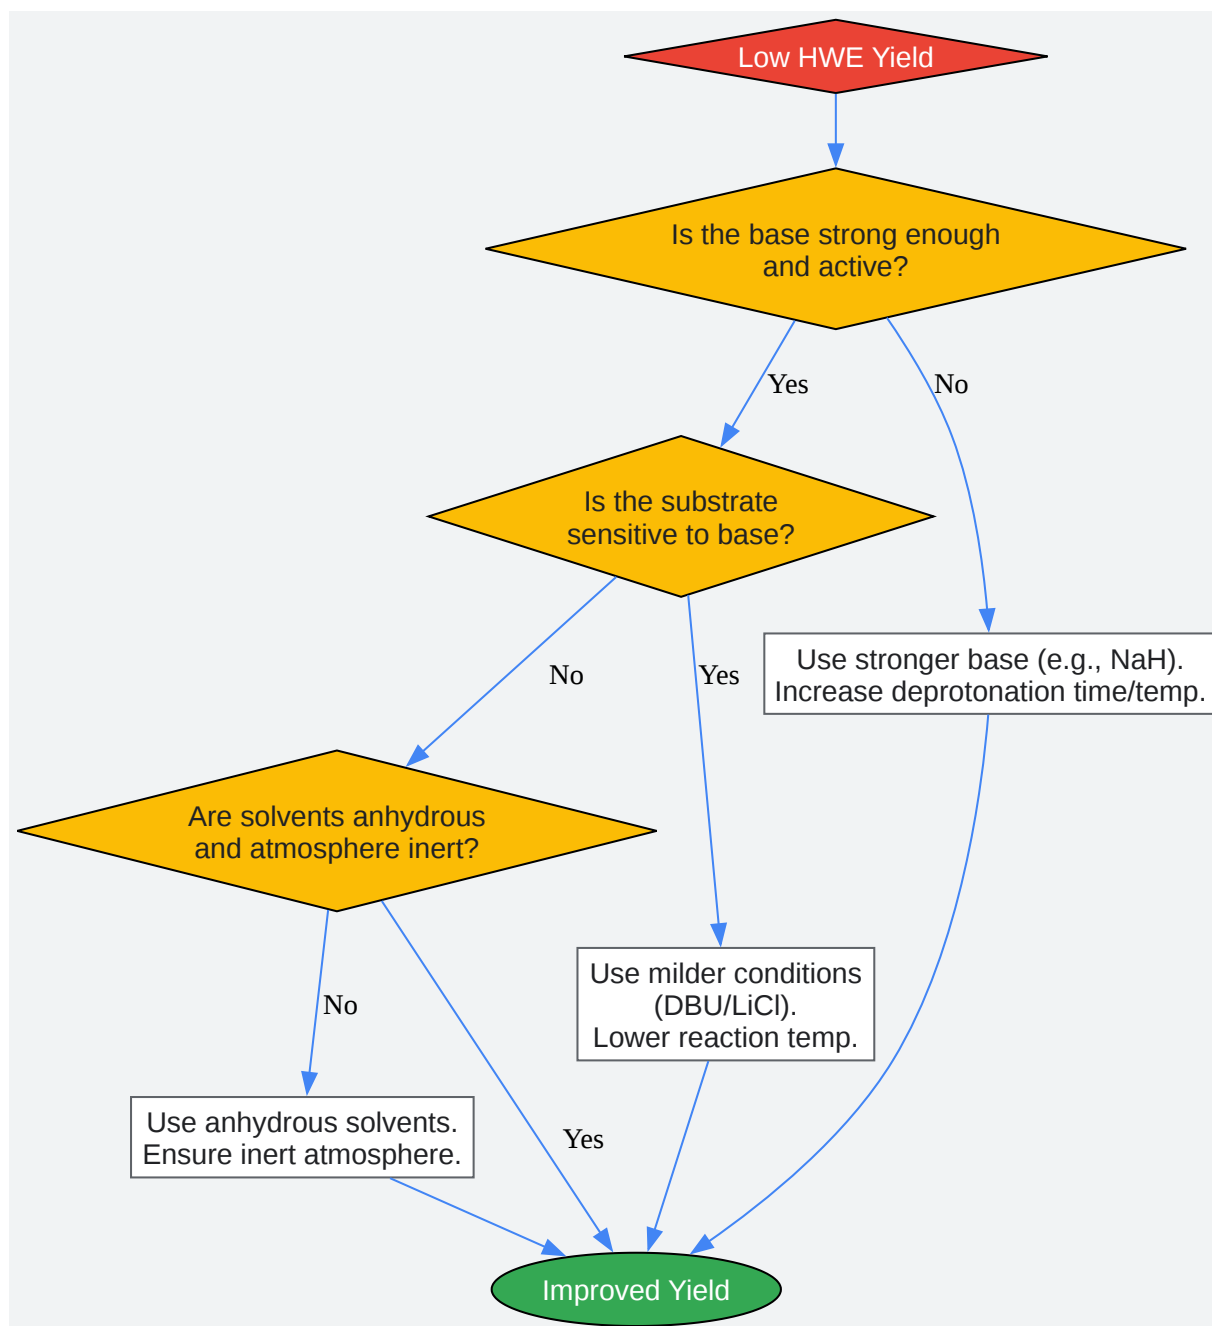 Low HWE Yield
Is the base strong enough
and active?
Yes
No
Is the substrate
sensitive to base?
Use stronger base (e.g., NaH).
Increase deprotonation time/temp.
No
Yes
Are solvents anhydrous
and atmosphere inert?
Use milder conditions
(DBU/LiCl).
Lower reaction temp.
No
Use anhydrous solvents.
Ensure inert atmosphere.
Yes
Improved Yield